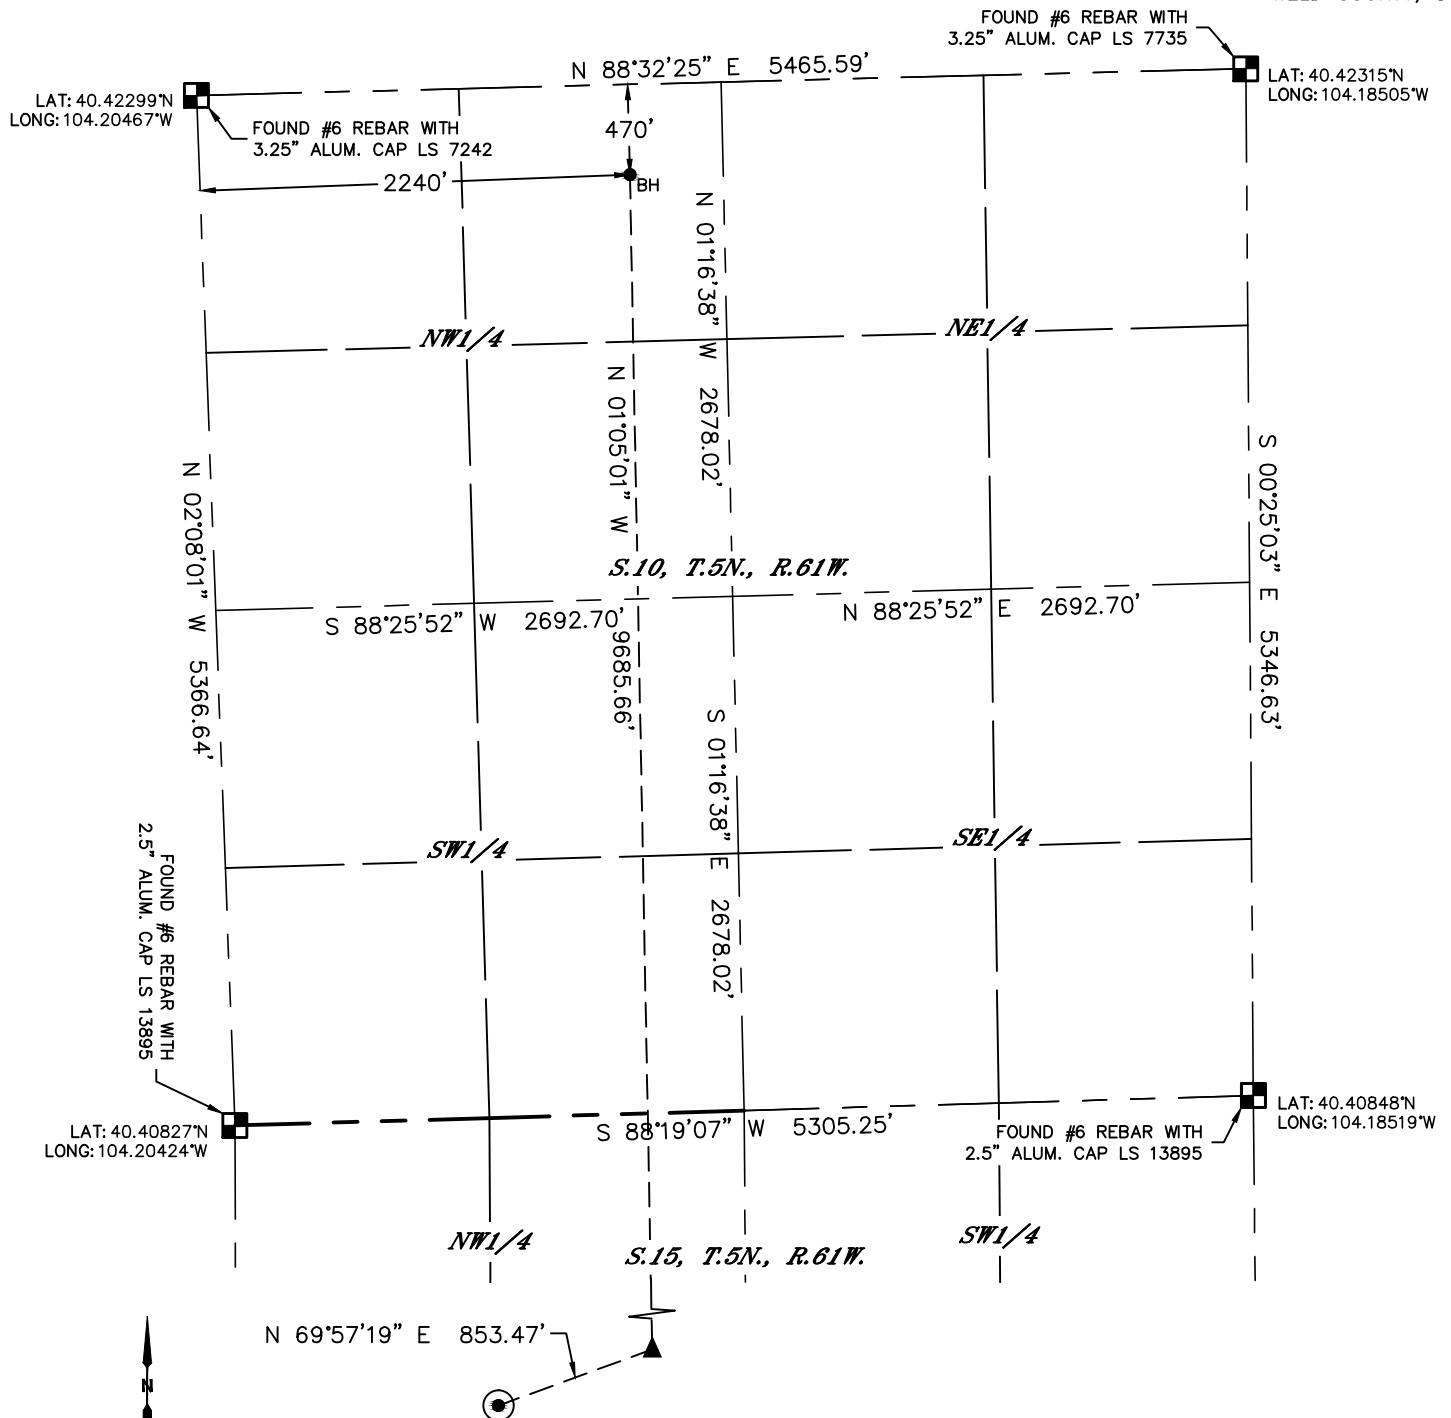 FOUND #6 REBAR WITH
3.25" ALUM. CAP LS 7735
N 88°32'25" E 5465.59'
LAT: 40.42315°N
LONG: 104.18505°W
LAT: 40.42299°N
LONG: 104.20467°W
FOUND #6 REBAR WITH
3.25" ALUM. CAP LS 7242
470'
2240'
BH
N 01°16'38" W 2678.02'
NW1/4
NE1/4
N 01°05'01" W 9685.66'
N 02°08'01" W 5366.64'
S 00°25'03" E 5346.63'
S.10, T.5N., R.61W.
S 88°25'52" W 2692.70'
N 88°25'52" E 2692.70'
S 01°16'38" E 2678.02'
SW1/4
SE1/4
FOUND #6 REBAR WITH
2.5" ALUM. CAP LS 13895
LAT: 40.40827°N
LONG: 104.20424°W
S 88°19'07" W 5305.25'
FOUND #6 REBAR WITH
2.5" ALUM. CAP LS 13895
LAT: 40.40848°N
LONG: 104.18519°W
NW1/4
SW1/4
S.15, T.5N., R.61W.
N 69°57'19" E 853.47'
N